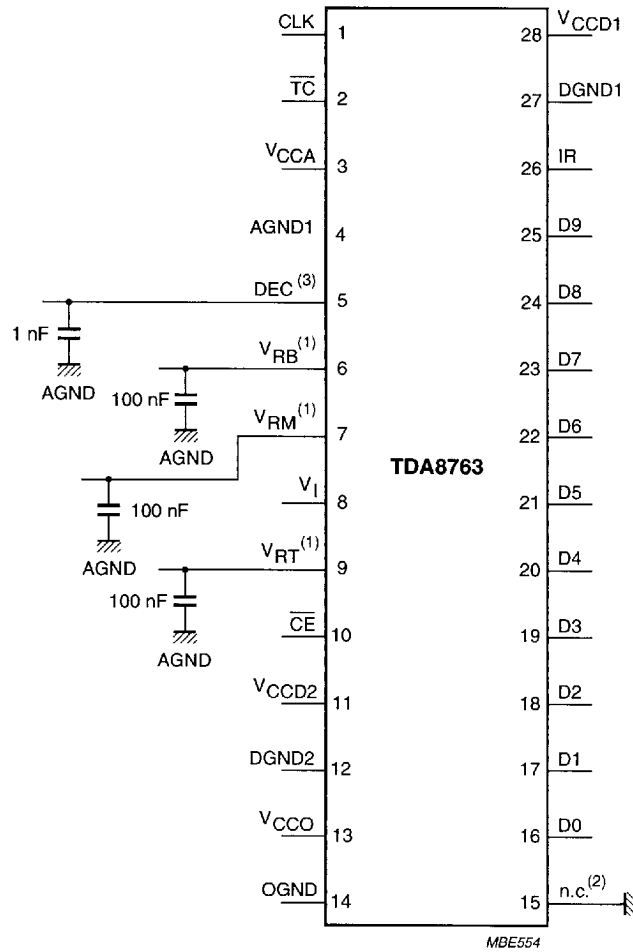 CLK 1
28 VCCD1
TC 2
27 DGND1
VCCA 3
26 IR
AGND1 4
25 D9
DEC (3) 5
24 D8
1 nF
AGND
VRB (1) 6
23 D7
100 nF
AGND
VRM (1) 7
22 D6
TDA8763
VI 8
21 D5
100 nF
AGND
VRT (1) 9
20 D4
100 nF
AGND
CE 10
19 D3
VCCD2 11
18 D2
DGND2 12
17 D1
VCCO 13
16 D0
OGND 14
15 n.c. (2)
MBE554